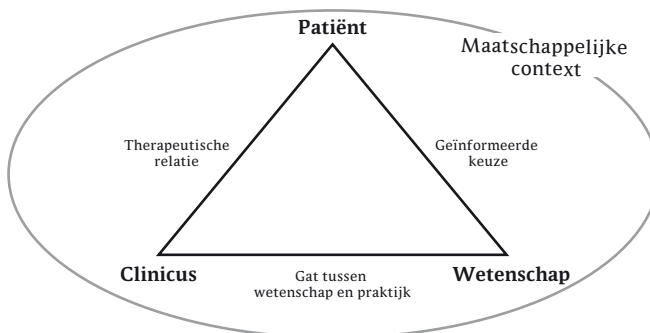 Patiënt
Maatschappelijke
context
Therapeutische
relatie
Geïnformeerde
keuze
Clinicus
Gat tussen
wetenschap en praktijk
Wetenschap